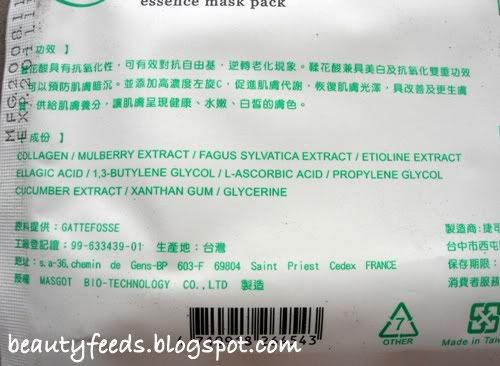 essence mask pack
功效 】
鞣花酸具有抗氧化性，可有效對抗自由基，逆轉老化現象。鞣花酸兼具美白及抗氧化雙重功效
可以預防肌膚暗沉。並添加高濃度左旋C，促進肌膚代謝，恢復肌膚光澤，具改善及更生膚
供給肌膚養分，讓肌膚呈現健康、水嫩、白皙的膚色。
成份 】
COLLAGEN / MULBERRY EXTRACT / FAGUS SYLVATICA EXTRACT / ETIOLINE EXTRACT
ELLAGIC ACID / 1,3-BUTYLENE GLYCOL / L-ASCORBIC ACID / PROPYLENE GLYCOL
CUCUMBER EXTRACT / XANTHAN GUM / GLYCERINE
原料提供：GATTEFOSSE
工廠登記證：99-633439-01 生產地：台灣
地址：s.a-36,chemin de Gens-BP 603-F 69804 Saint Priest Cedex FRANCE
授權 MASGOT BIO-TECHNOLOGY CO.,LTD 製造
製造商：捷司
台中市西屯
保存期限：
消費者服務
7
OTHER
Made in Taiw
beautyfeeds.blogspot.com